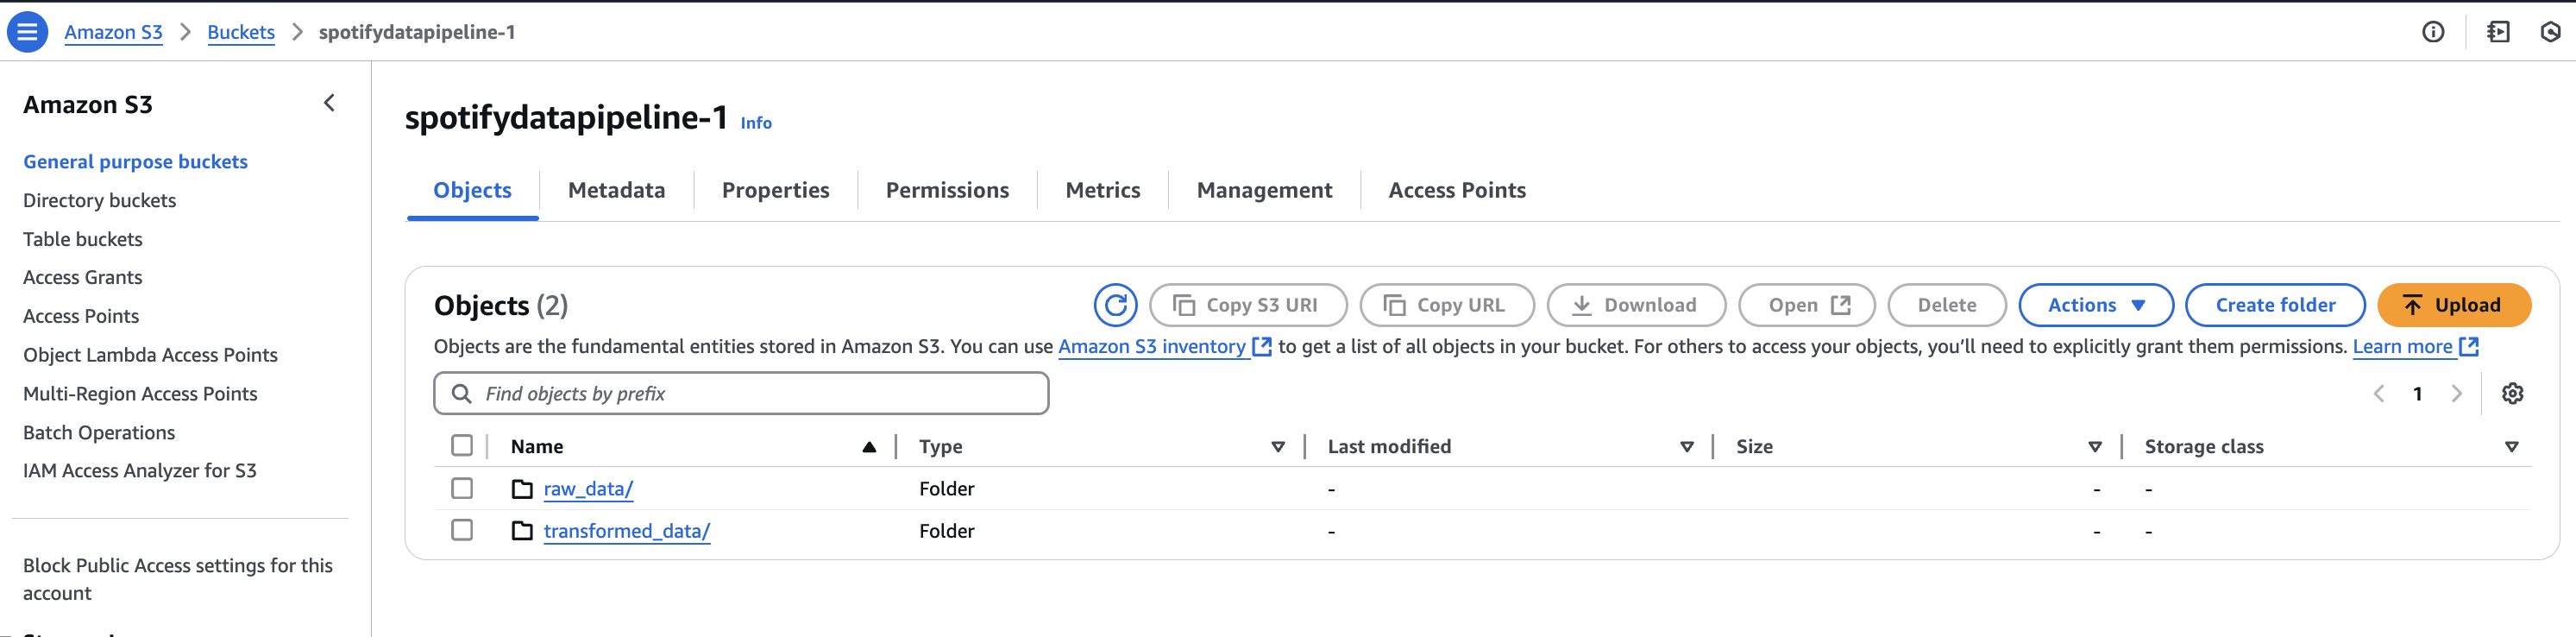 Amazon S3 > Buckets > spotifydatapipeline-1
Amazon S3
General purpose buckets
Directory buckets
Table buckets
Access Grants
Access Points
Object Lambda Access Points
Multi-Region Access Points
Batch Operations
IAM Access Analyzer for S3
Block Public Access settings for this
account
spotifydatapipeline-1 Info
Objects Metadata Properties Permissions Metrics Management Access Points
Objects (2) Copy S3 URI Copy URL Download Open Delete Actions Create folder Upload
Objects are the fundamental entities stored in Amazon S3. You can use Amazon S3 inventory to get a list of all objects in your bucket. For others to access your objects, you’ll need to explicitly grant them permissions. Learn more
Find objects by prefix
1
Name Type Last modified Size Storage class
raw_data/ Folder - - -
transformed_data/ Folder - - -